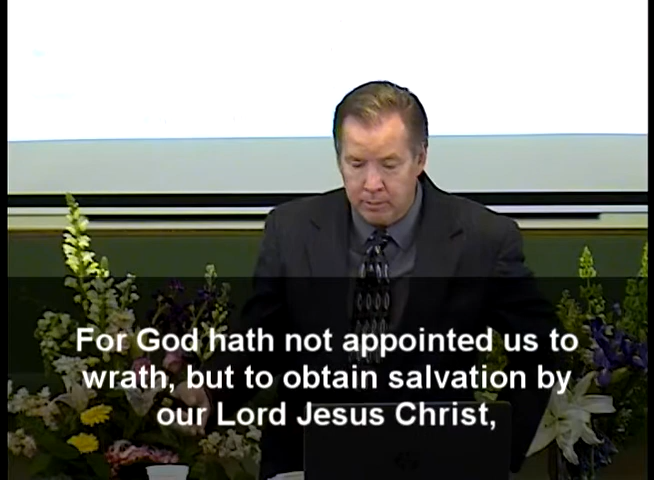 For God hath not appointed us to
wrath, but to obtain salvation by
our Lord Jesus Christ,